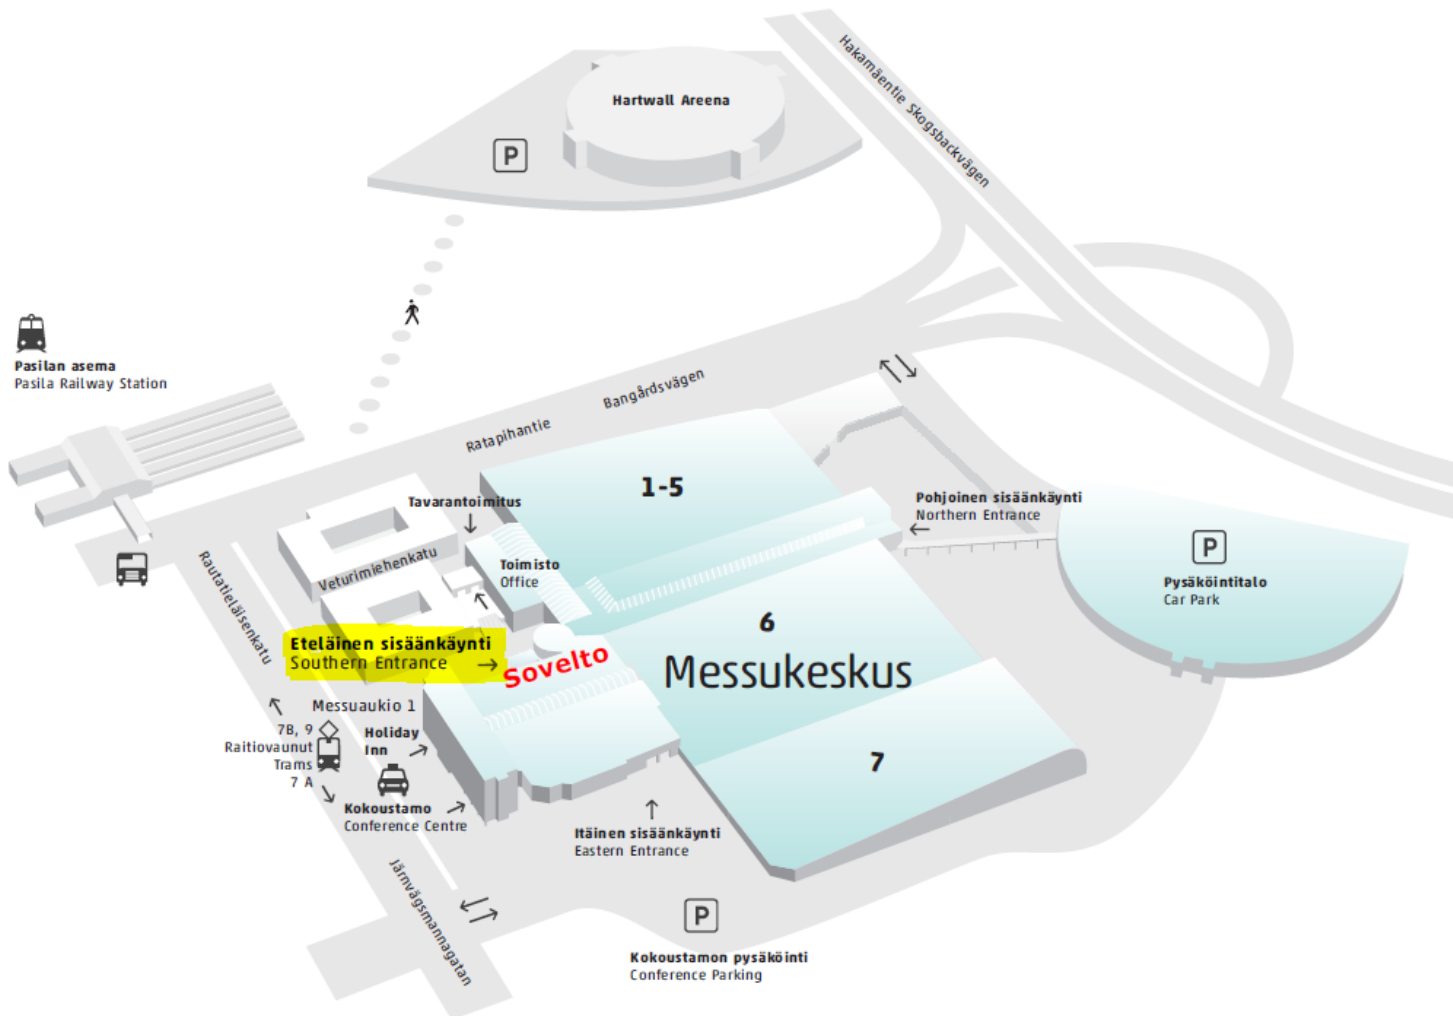 Hartwall Areena
P
Hakamäentie Skogsbackvägen
Pasilan asema
Pasila Railway Station
Ratapihantie
Bangårdsvägen
1-5
Tavarantoimitus
Pohjoinen sisäänkäynti
Northern Entrance
P
Pysäköintitalo
Car Park
Veturimiehenkatu
Toimisto
Office
Rautatieläisenkatu
6
Eteläinen sisäänkäynti
Southern Entrance
Sovelto
Messukeskus
Messuaukio 1
7B, 9
Raitiovaunut
Trams
7 A
Holiday
Inn
7
Kokoustamo
Conference Centre
Itäinen sisäänkäynti
Eastern Entrance
Järnvägsmannagatan
P
Kokoustamon pysäköinti
Conference Parking